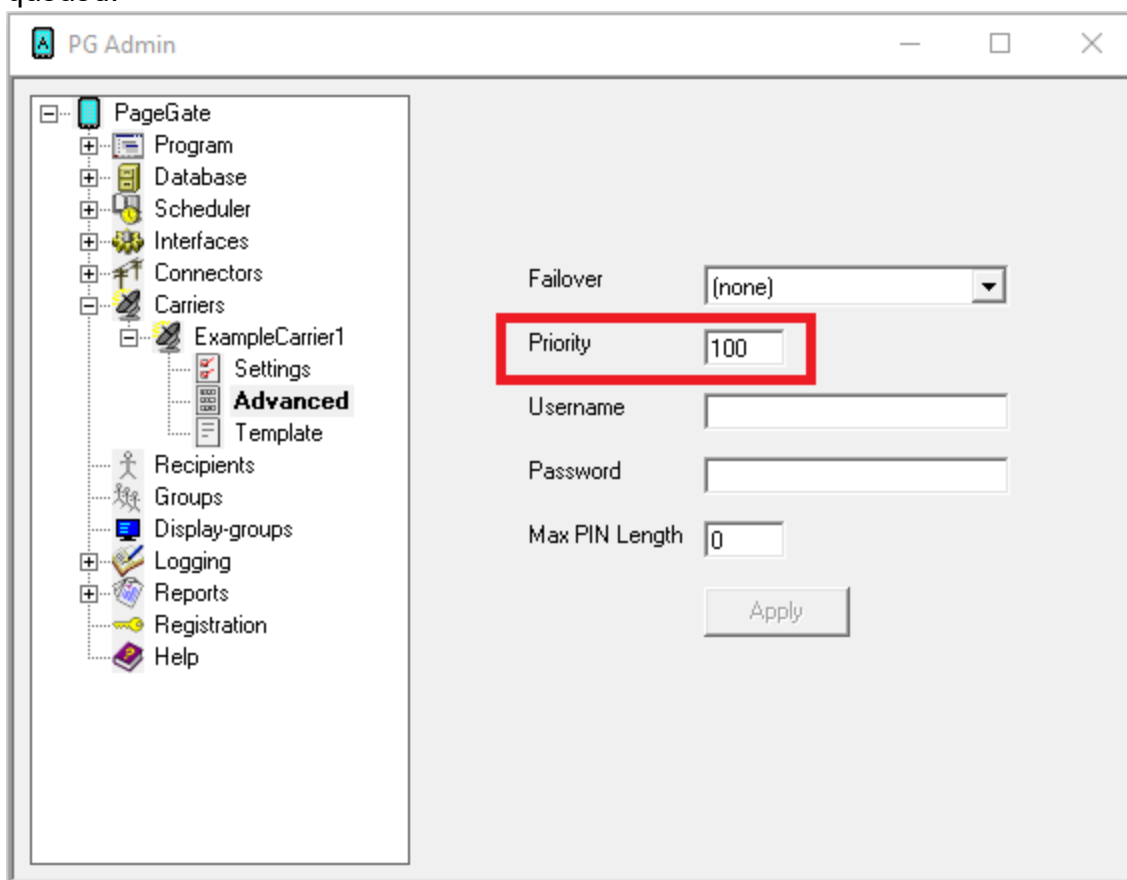 queued.
PG Admin
PageGate
Program
Database
Scheduler
Interfaces
Connectors
Carriers
ExampleCarrier1
Settings
Advanced
Template
Recipients
Groups
Display-groups
Logging
Reports
Registration
Help
Failover (none)
Priority 100
Username
Password
Max PIN Length 0
Apply